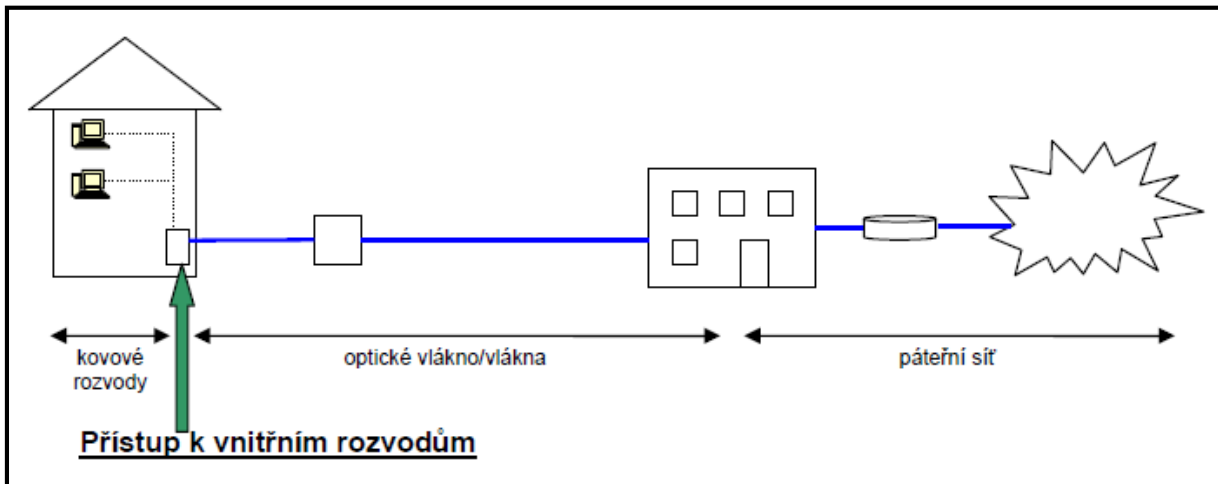 kovové
rozvody
optické vlákno/vlákna
páteřní síť
Přístup k vnitřním rozvodům